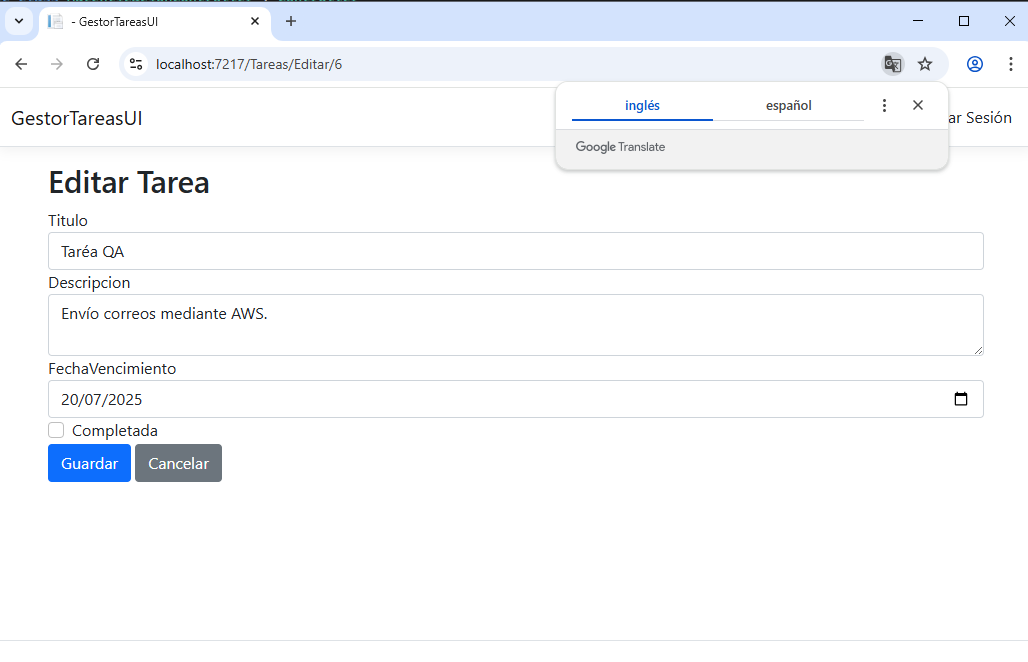 - GestorTareasUI
localhost:7217/Tareas/Editar/6
inglés español
GestorTareasUI
ar Sesión
Google Translate
Editar Tarea
Titulo
Taréa QA
Descripcion
Envío correos mediante AWS.
FechaVencimiento
20/07/2025
Completada
Guardar Cancelar